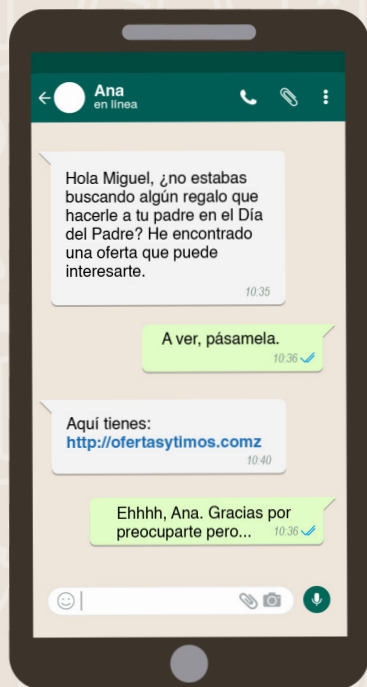 Ana
en línea
Hola Miguel, ¿no estabas
buscando algún regalo que
hacerle a tu padre en el Día
del Padre? He encontrado
una oferta que puede
interesarte.
10:35
A ver, pásamela.
10:36
Aquí tienes:
http://ofertasytimos.comz
10:40
Ehhhh, Ana. Gracias por
preocuparte pero... 10:36